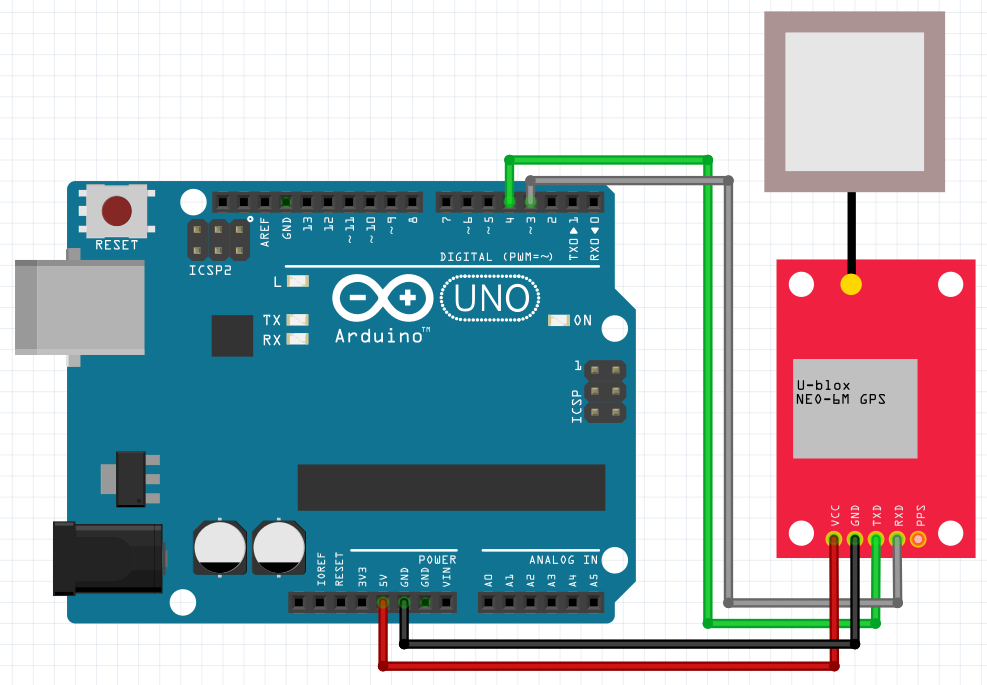 RESET
ICSP2
AREF
GND
13
12
~11
~10
~9
8
7
~6
~5
4
~3
2
TX0 ▶ 1
RX0 ◀ 0
DIGITAL (PWM=~)
L
TX
RX
UNO
Arduino™
ON
1
ICSP
U-blox
NEO-6M GPS
VCC
GND
TXD
RXD
PPS
POWER
ANALOG IN
IOREF
RESET
3V3
5V
GND
GND
VIN
A0
A1
A2
A3
A4
A5